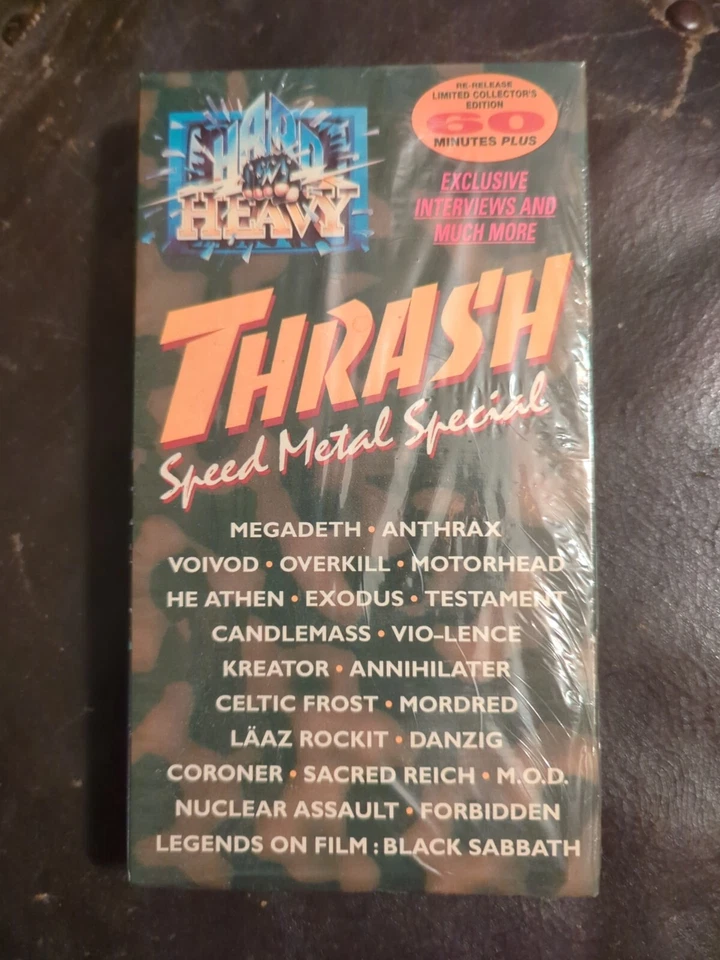 HARD
'N'
HEAVY
RE-RELEASE
LIMITED COLLECTOR'S
EDITION
60
MINUTES PLUS
EXCLUSIVE
INTERVIEWS AND
MUCH MORE
THRASH
Speed Metal Special
MEGADETH • ANTHRAX
VOIVOD • OVERKILL • MOTORHEAD
HE ATHEN • EXODUS • TESTAMENT
CANDLEMASS • VIO-LENCE
KREATOR • ANNIHILATER
CELTIC FROST • MORDRED
LÄAZ ROCKIT • DANZIG
CORONER • SACRED REICH • M.O.D.
NUCLEAR ASSAULT • FORBIDDEN
LEGENDS ON FILM : BLACK SABBATH